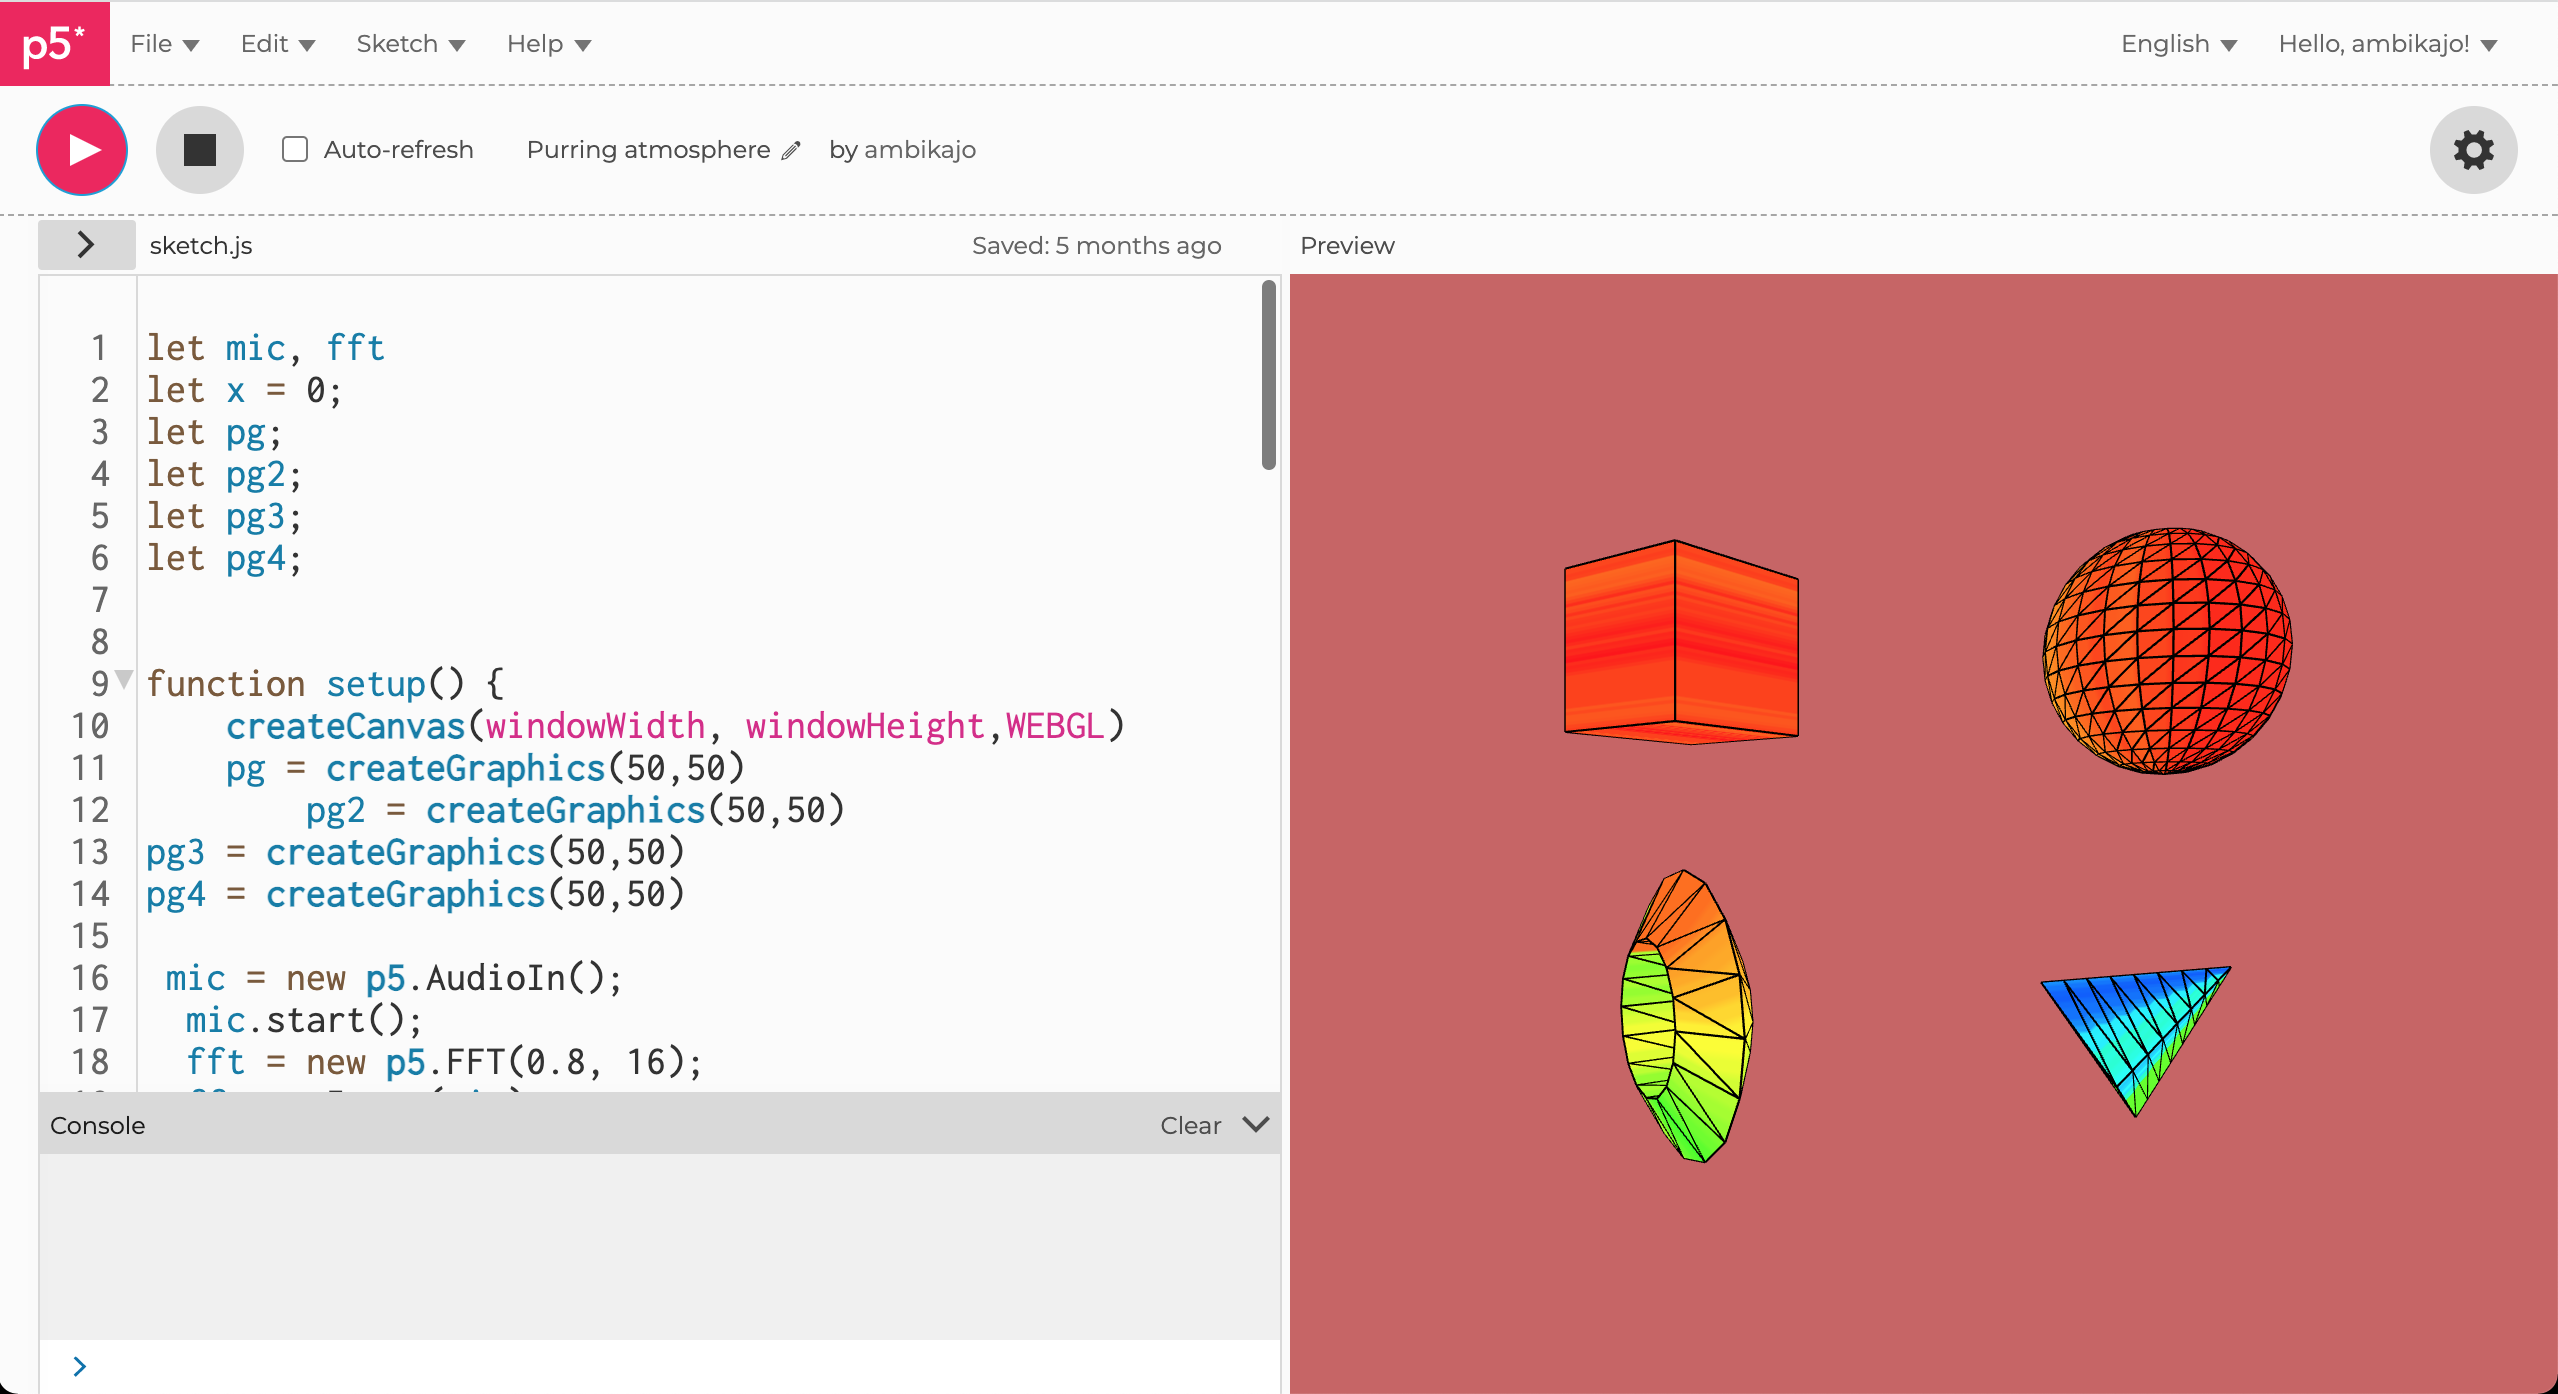 p5* File Edit Sketch Help English Hello, ambikajo!
Auto-refresh Purring atmosphere by ambikajo
sketch.js Saved: 5 months ago Preview
1 let mic, fft
2 let x = 0;
3 let pg;
4 let pg2;
5 let pg3;
6 let pg4;
7
8
9 function setup() {
10 createCanvas(windowWidth, windowHeight,WEBGL)
11 pg = createGraphics(50,50)
12 pg2 = createGraphics(50,50)
13 pg3 = createGraphics(50,50)
14 pg4 = createGraphics(50,50)
15
16 mic = new p5.AudioIn();
17 mic.start();
18 fft = new p5.FFT(0.8, 16);
Console Clear
>